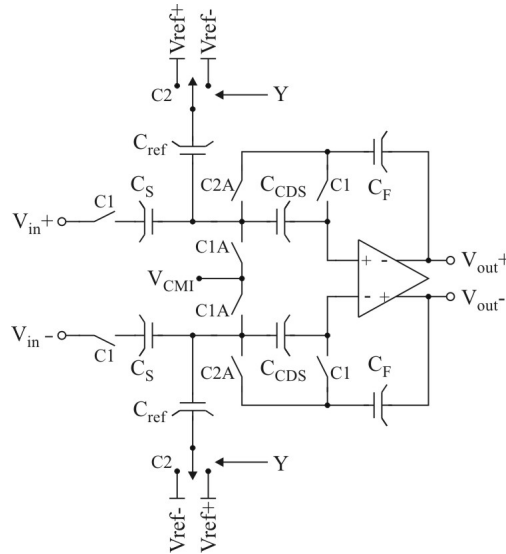 Vref+ Vref-
C2 Y
Cref
CS C2A CCDS C1 CF
Vin+ C1
C1A + - Vout+
VCMI
C1A - + Vout-
Vin- C1
CS C2A CCDS C1 CF
Cref
C2 Y
Vref- Vref+